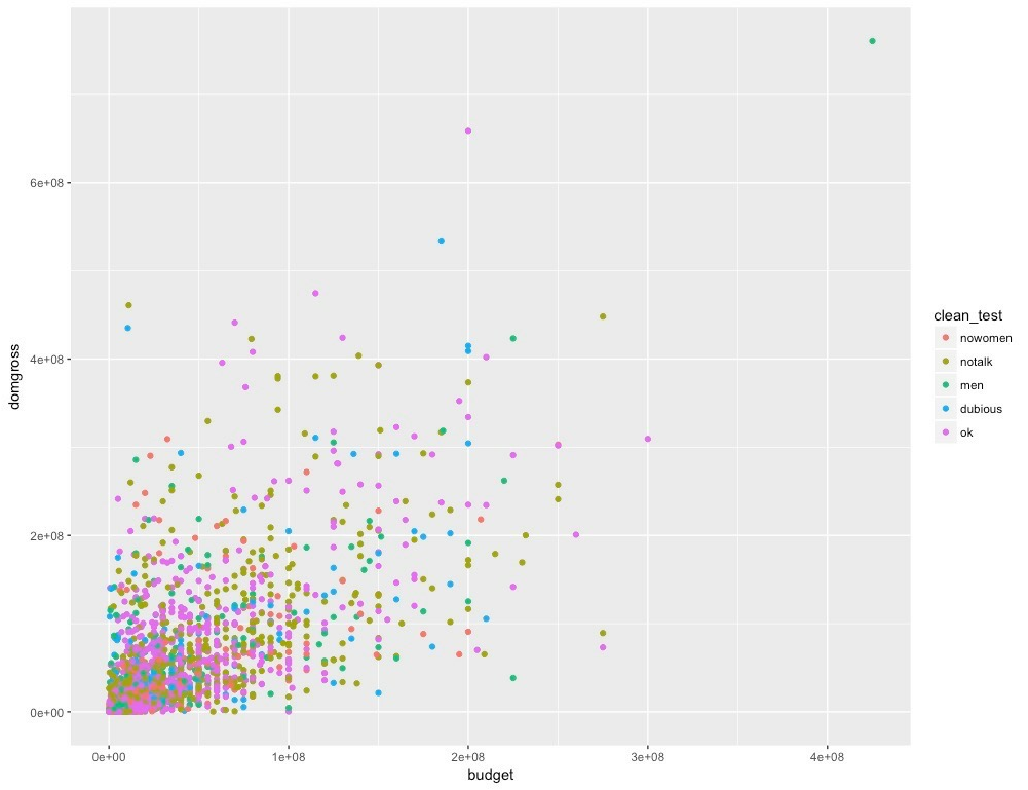 6e+08
4e+08
2e+08
0e+00
domgross
0e+00 1e+08 2e+08 3e+08 4e+08
budget
clean_test
nowomen
notalk
men
dubious
ok